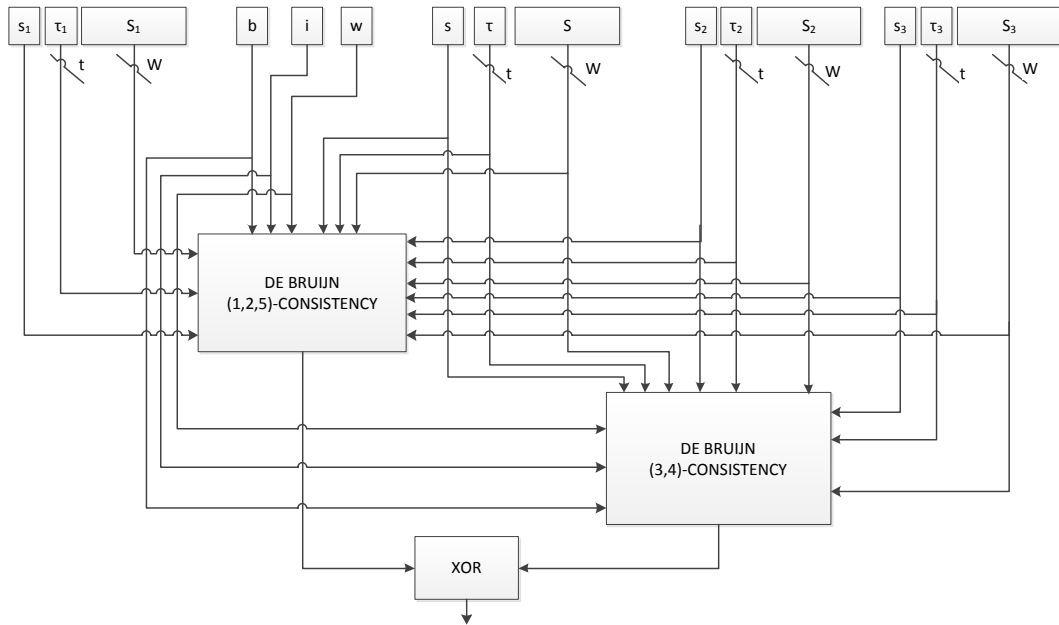 s₁ τ₁ S₁ b i w s τ S s₂ τ₂ S₂ s₃ τ₃ S₃
t W W t W t W
DE BRUIJN
(1,2,5)-CONSISTENCY
DE BRUIJN
(3,4)-CONSISTENCY
XOR